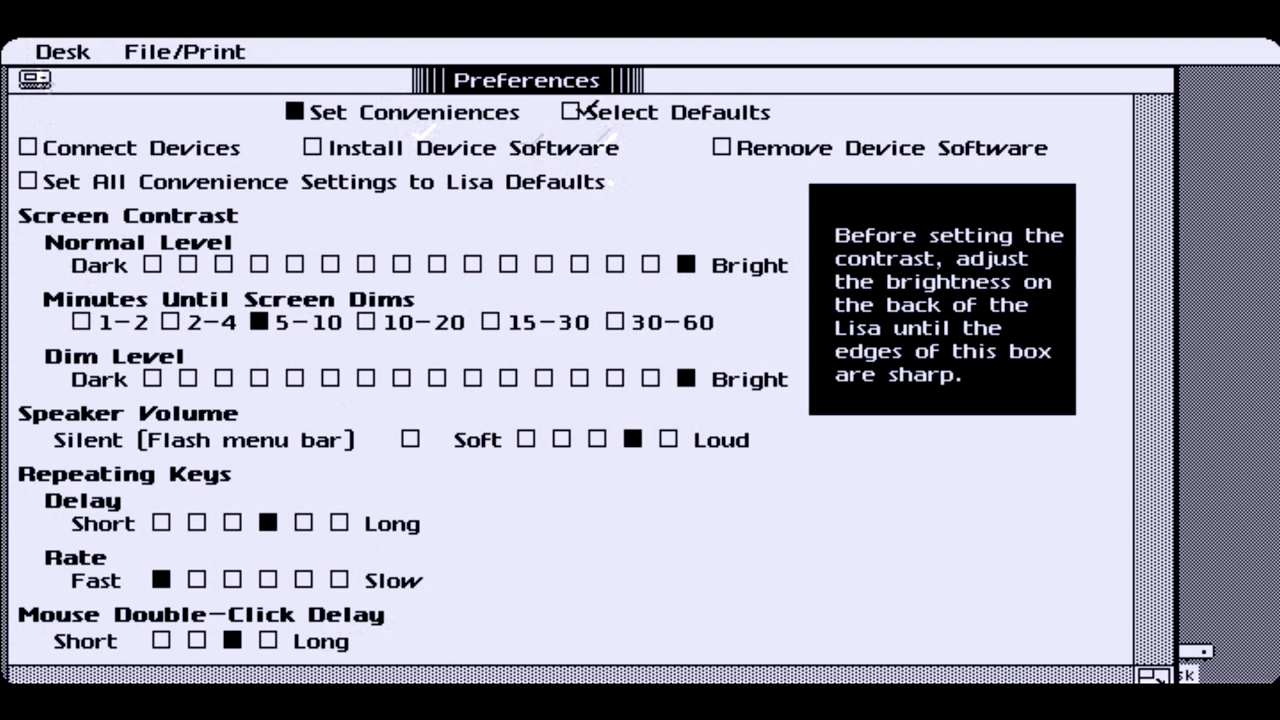 Desk File/Print
Preferences
Set Conveniences Select Defaults
Connect Devices Install Device Software Remove Device Software
Set All Convenience Settings to Lisa Defaults
Screen Contrast
Normal Level
Dark Bright
Minutes Until Screen Dims
1-2 2-4 5-10 10-20 15-30 30-60
Dim Level
Dark Bright
Speaker Volume
Silent (Flash menu bar) Soft Loud
Repeating Keys
Delay
Short Long
Rate
Fast Slow
Mouse Double-Click Delay
Short Long
Before setting the
contrast, adjust
the brightness on
the back of the
Lisa until the
edges of this box
are sharp.
sk